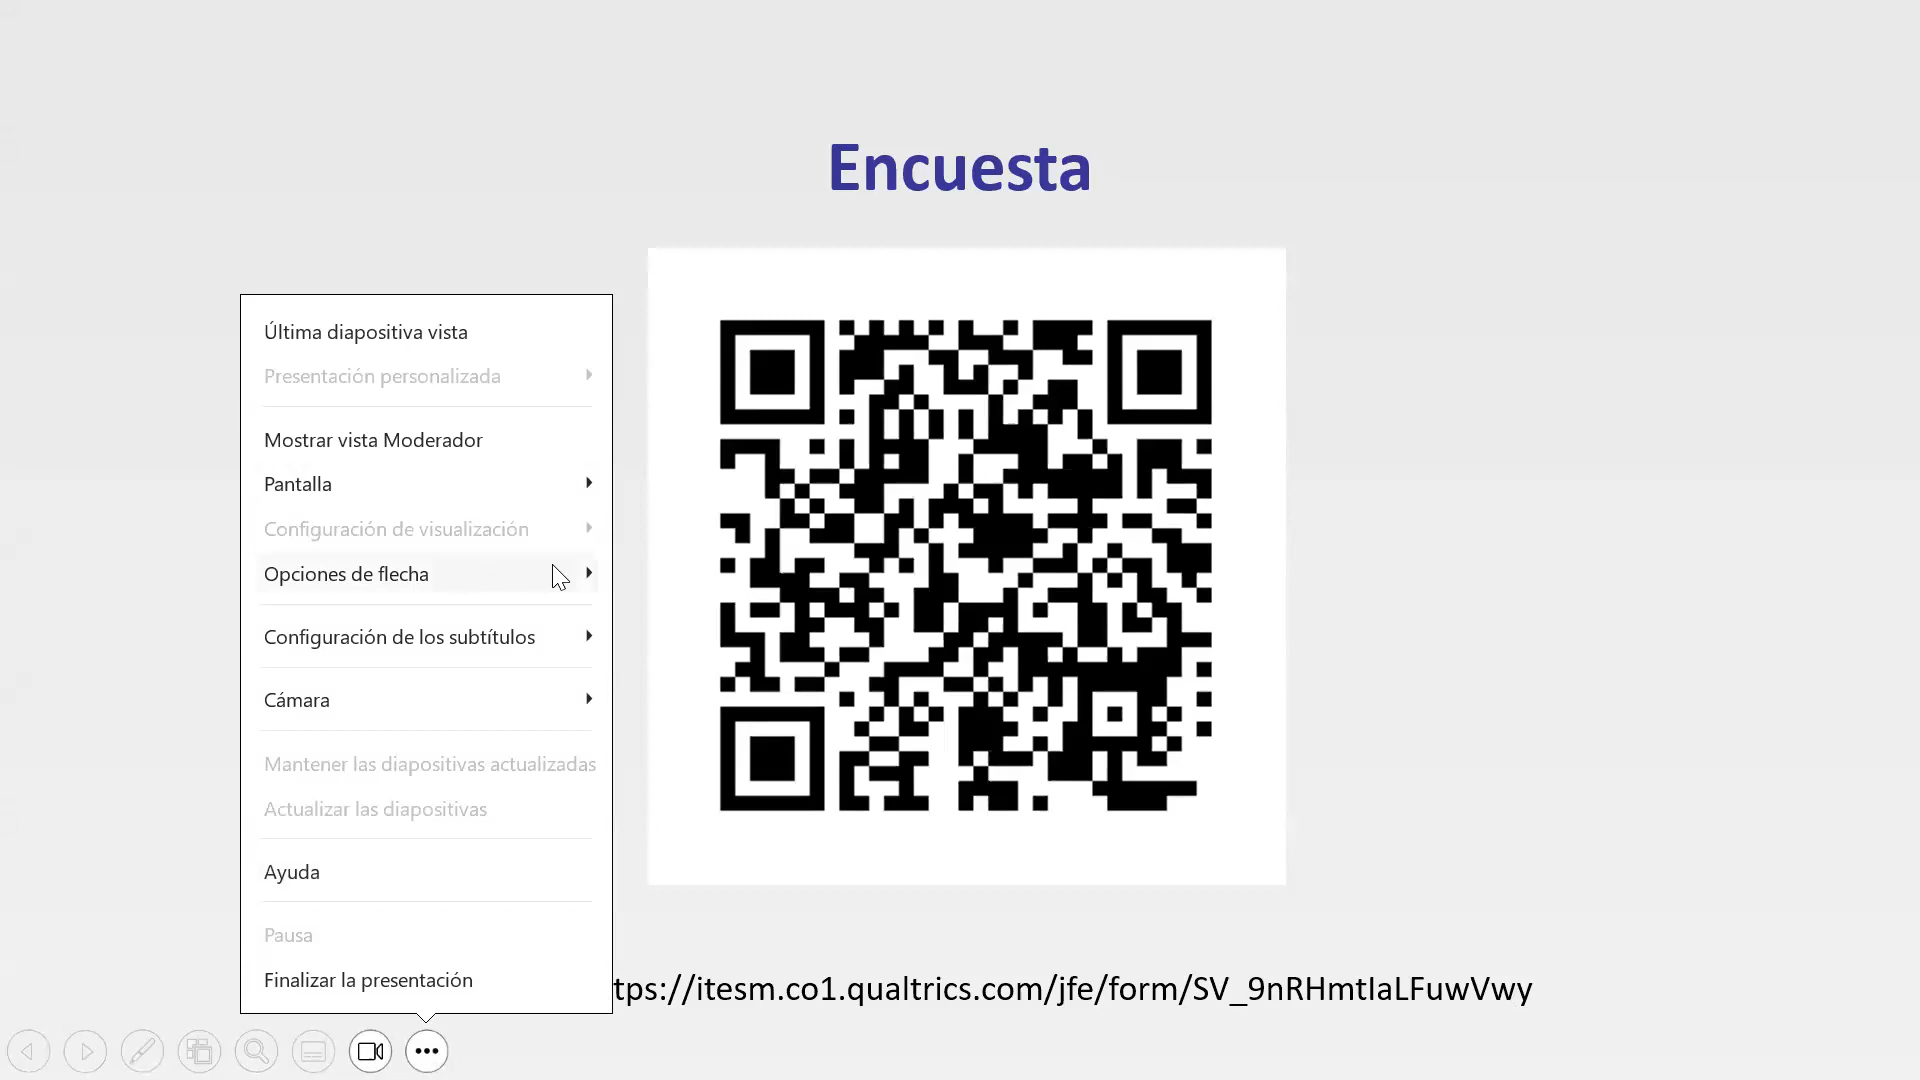 Encuesta
Última diapositiva vista
Presentación personalizada
Mostrar vista Moderador
Pantalla
Configuración de visualización
Opciones de flecha
Configuración de los subtítulos
Cámara
Mantener las diapositivas actualizadas
Actualizar las diapositivas
Ayuda
Pausa
Finalizar la presentación
tps://itesm.co1.qualtrics.com/jfe/form/SV_9nRHmtIaLFuwVwy